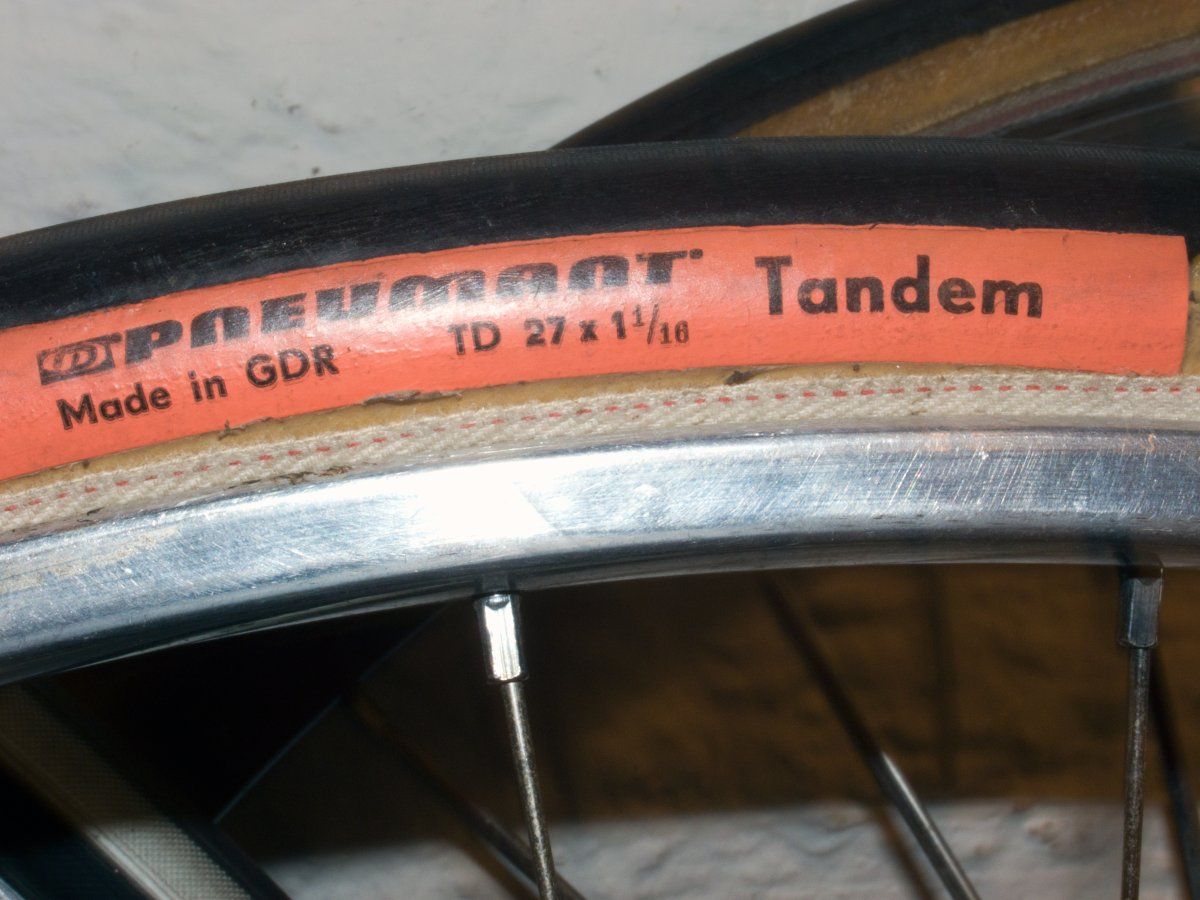 PNEUMANT
TD 27 x 1 1/16
Made in GDR
Tandem